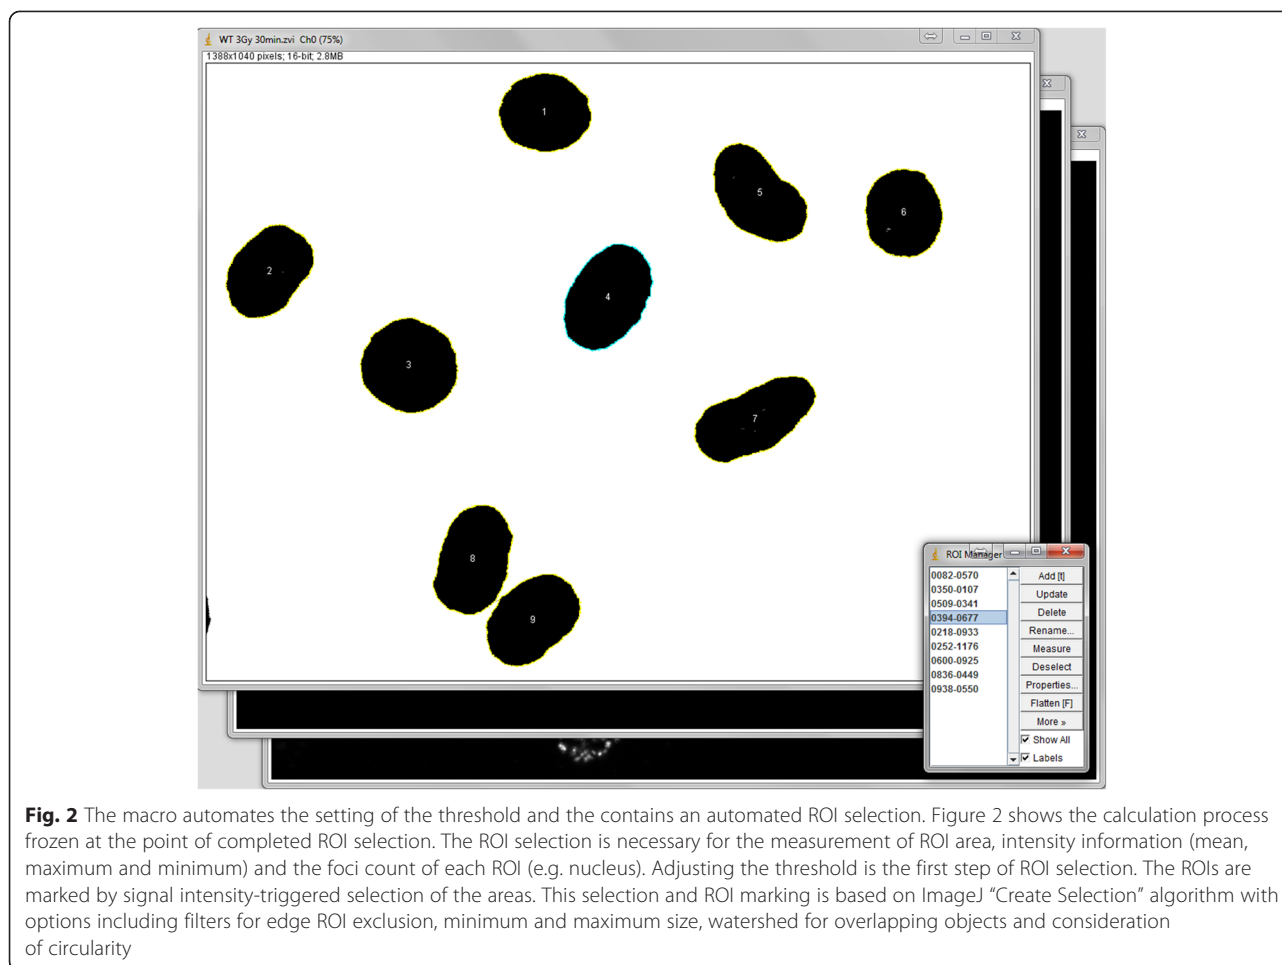 WT 3Gy 30min.zvi Ch0 (75%)
1388x1040 pixels; 16-bit; 2.8MB
1
5
6
2
4
3
7
8
9
ROI Manager
0082-0570
0350-0107
0509-0341
0394-0677
0218-0933
0252-1176
0600-0925
0836-0449
0938-0550
Add [t]
Update
Delete
Rename...
Measure
Deselect
Properties...
Flatten [F]
More »
Show All
Labels
Fig. 2 The macro automates the setting of the threshold and the contains an automated ROI selection. Figure 2 shows the calculation process
frozen at the point of completed ROI selection. The ROI selection is necessary for the measurement of ROI area, intensity information (mean,
maximum and minimum) and the foci count of each ROI (e.g. nucleus). Adjusting the threshold is the first step of ROI selection. The ROIs are
marked by signal intensity-triggered selection of the areas. This selection and ROI marking is based on ImageJ “Create Selection” algorithm with
options including filters for edge ROI exclusion, minimum and maximum size, watershed for overlapping objects and consideration
of circularity